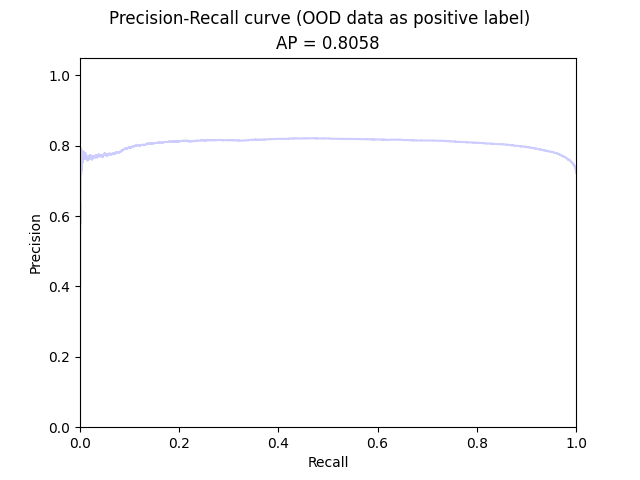 Precision-Recall curve (OOD data as positive label)
AP = 0.8058
1.0
0.8
0.6
0.4
0.2
0.0
Precision
0.0 0.2 0.4 0.6 0.8 1.0
Recall